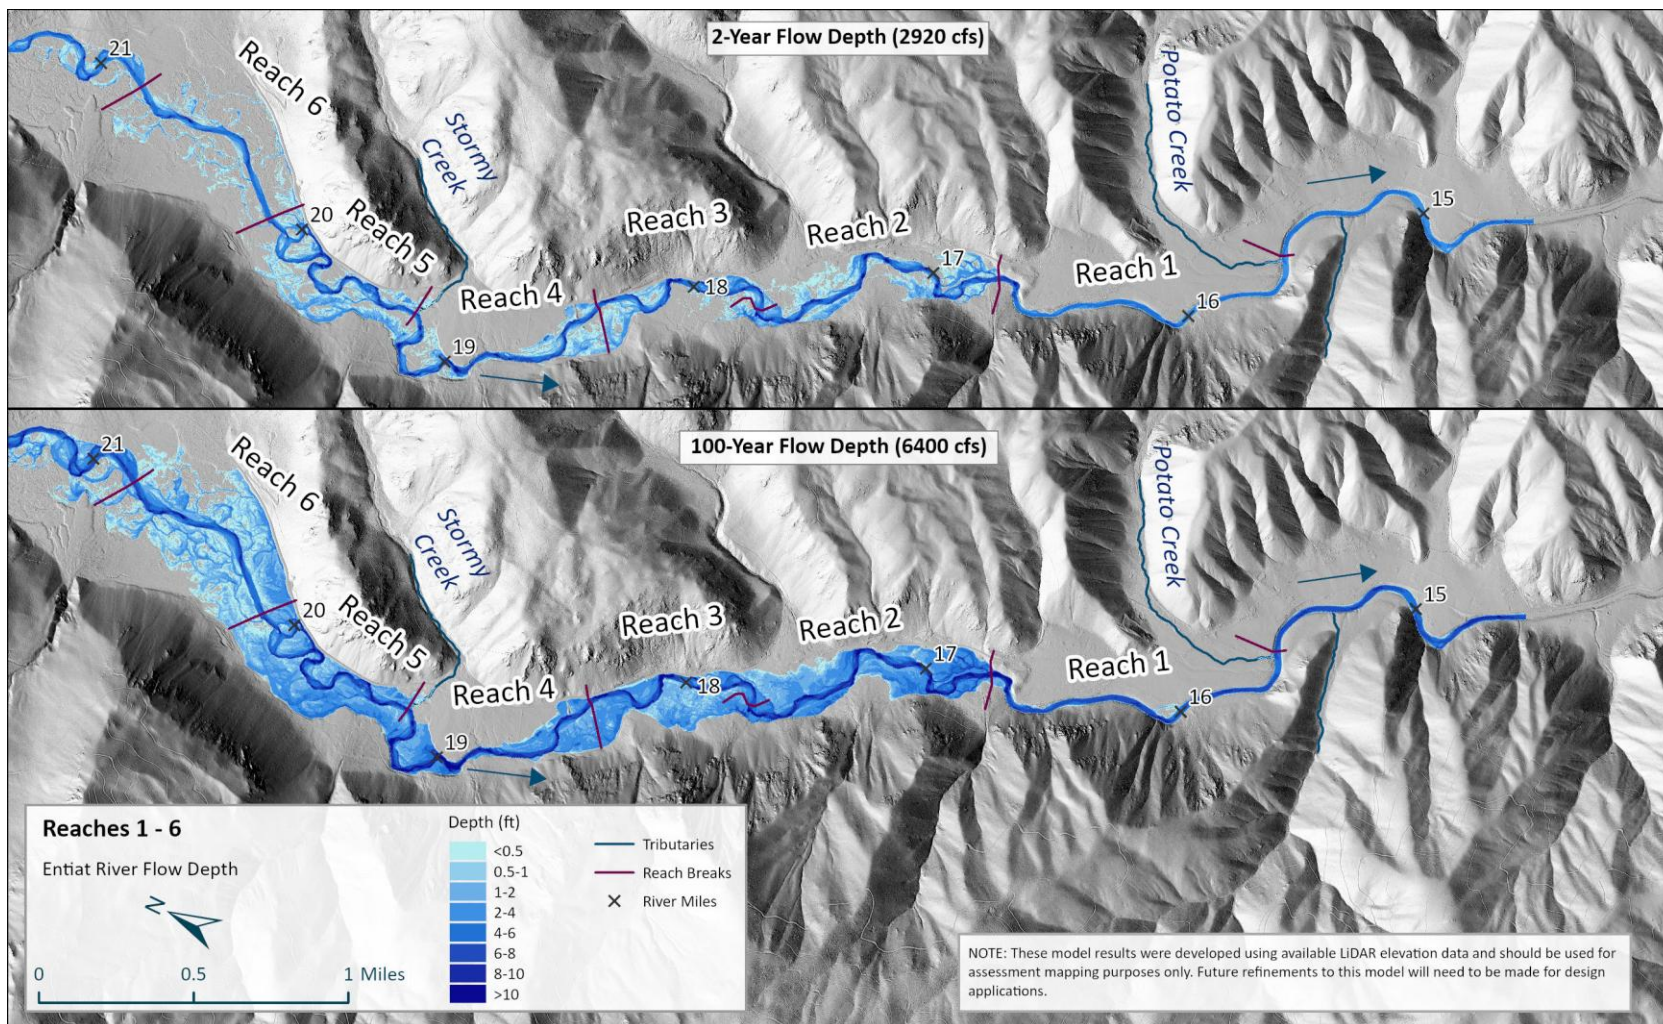 2-Year Flow Depth (2920 cfs)
21
Reach 6
Stormy
Creek
Potato Creek
20
Reach 5
Reach 3
Reach 2
15
Reach 4
17
Reach 1
18
16
19
100-Year Flow Depth (6400 cfs)
21
Reach 6
Stormy
Creek
Potato Creek
20
Reach 5
Reach 3
Reach 2
15
Reach 4
17
Reach 1
18
16
19
Reaches 1 - 6
Entiat River Flow Depth
N
0 0.5 1 Miles
Depth (ft)
<0.5
0.5-1
1-2
2-4
4-6
6-8
8-10
>10
Tributaries
Reach Breaks
River Miles
NOTE: These model results were developed using available LiDAR elevation data and should be used for
assessment mapping purposes only. Future refinements to this model will need to be made for design
applications.